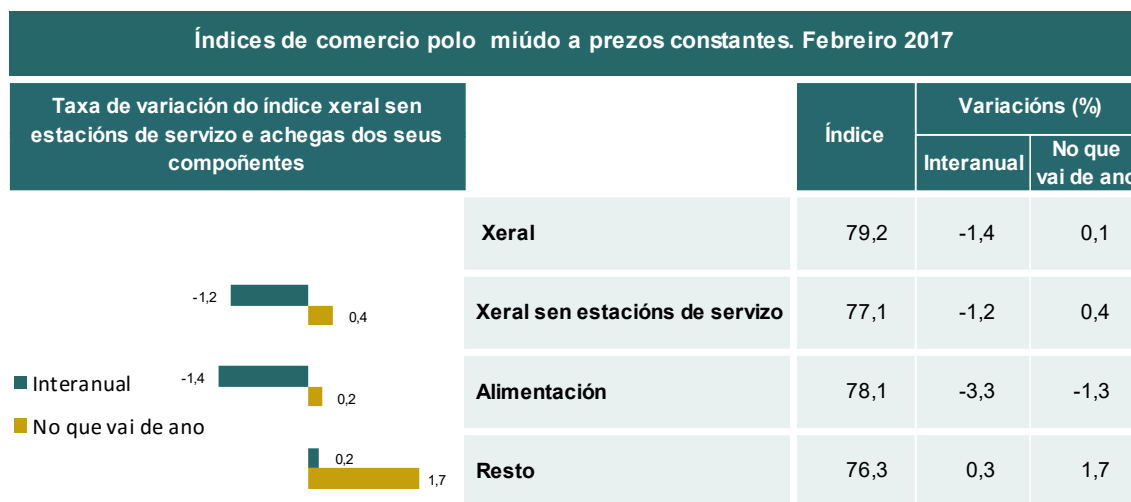 Índices de comercio polo miúdo a prezos constantes. Febreiro 2017
Taxa de variación do índice xeral sen
estacións de servizo e achegas dos seus
compoñentes
Índice
Variacións (%)
Interanual
No que
vai de ano
Xeral
79,2
-1,4
0,1
-1,2
0,4
Xeral sen estacións de servizo
77,1
-1,2
0,4
-1,4
0,2
Interanual
Alimentación
78,1
-3,3
-1,3
No que vai de ano
0,2
1,7
Resto
76,3
0,3
1,7